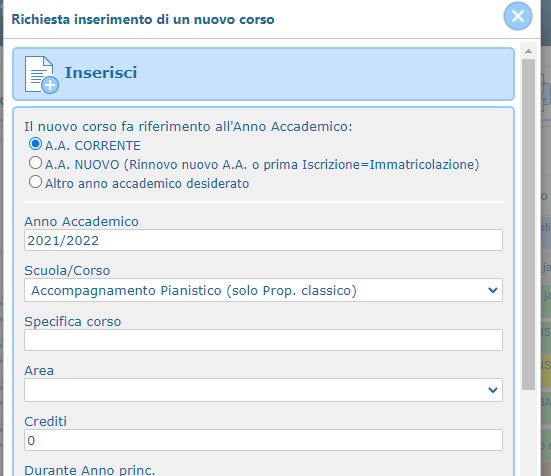 Richiesta inserimento di un nuovo corso
Inserisci
Il nuovo corso fa riferimento all'Anno Accademico:
A.A. CORRENTE
A.A. NUOVO (Rinnovo nuovo A.A. o prima Iscrizione=Immatricolazione)
Altro anno accademico desiderato
Anno Accademico
2021/2022
Scuola/Corso
Accompagnamento Pianistico (solo Prop. classico)
Specifica corso
Area
Crediti
0
Durante Anno princ.